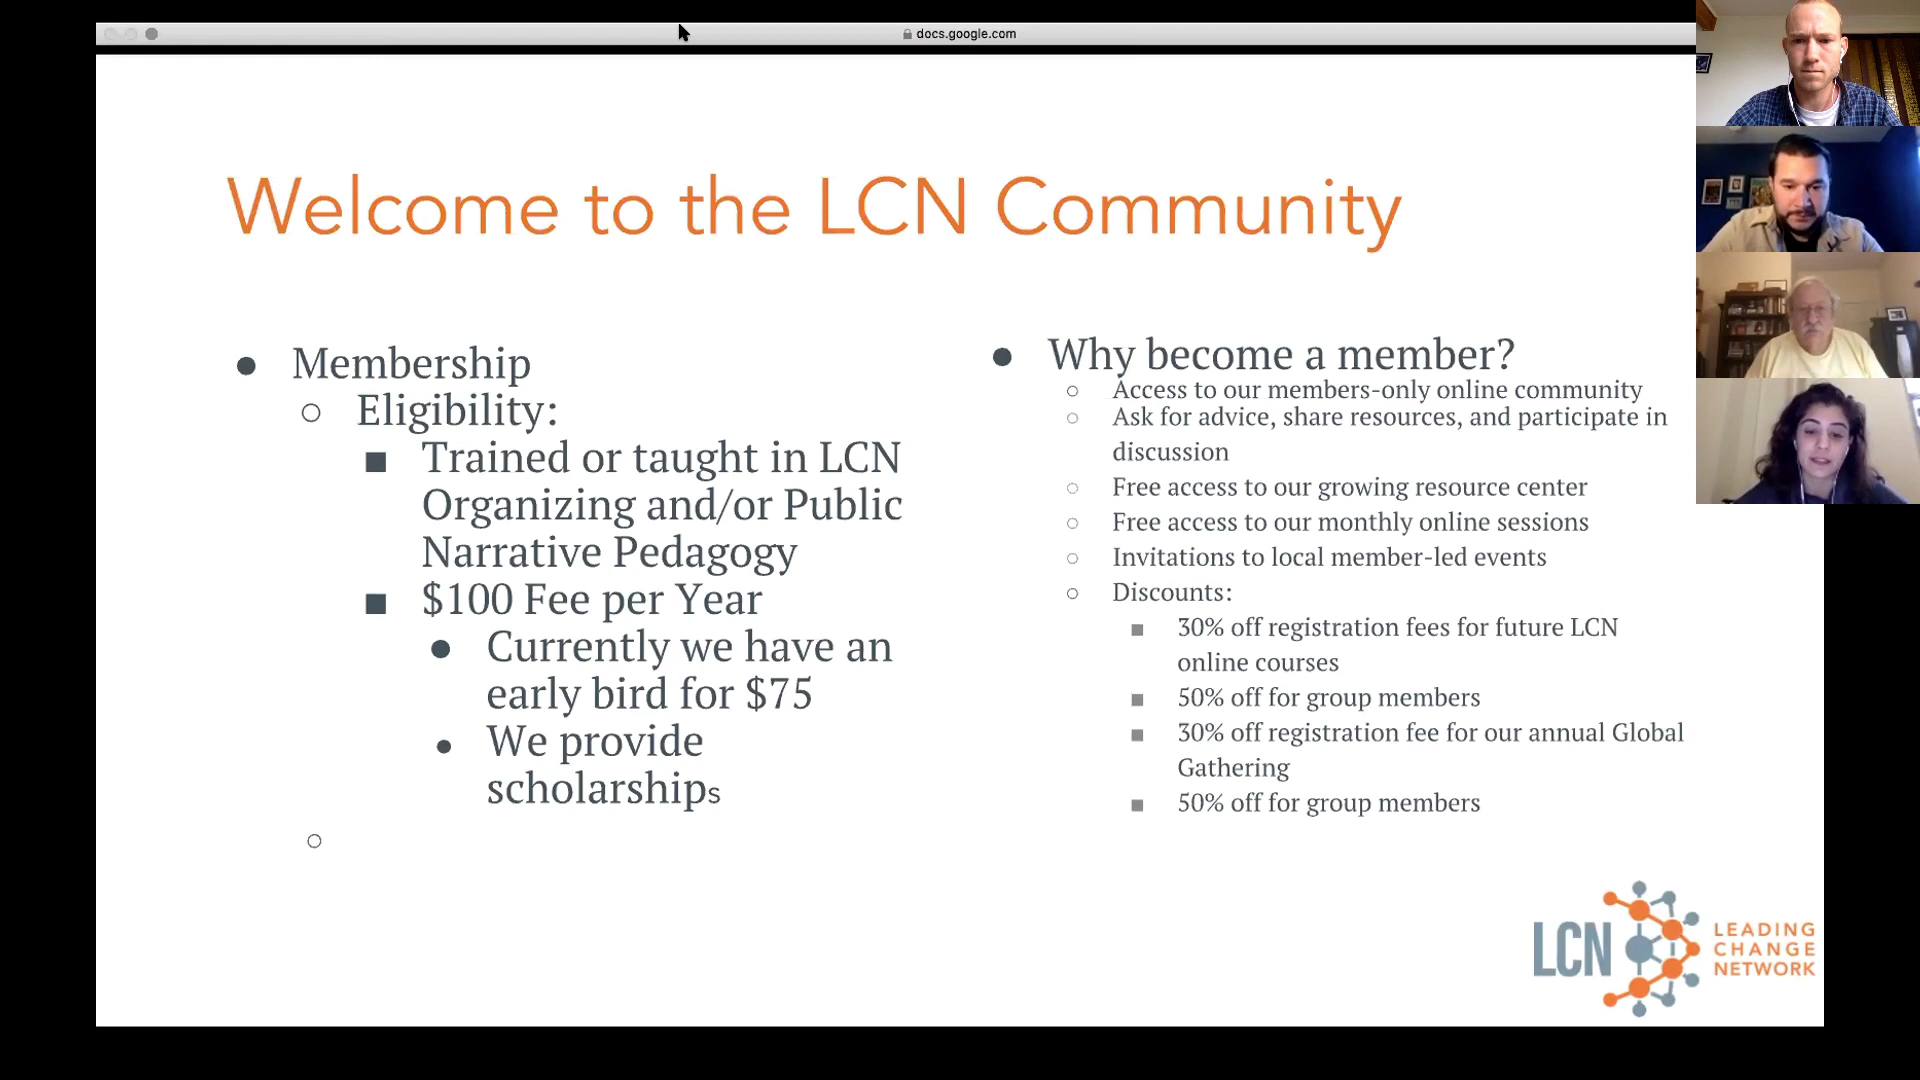 docs.google.com
Welcome to the LCN Community
Membership
Eligibility:
Trained or taught in LCN
Organizing and/or Public
Narrative Pedagogy
$100 Fee per Year
Currently we have an
early bird for $75
We provide
scholarships
Why become a member?
Access to our members-only online community
Ask for advice, share resources, and participate in
discussion
Free access to our growing resource center
Free access to our monthly online sessions
Invitations to local member-led events
Discounts:
30% off registration fees for future LCN
online courses
50% off for group members
30% off registration fee for our annual Global
Gathering
50% off for group members
LCN
LEADING
CHANGE
NETWORK